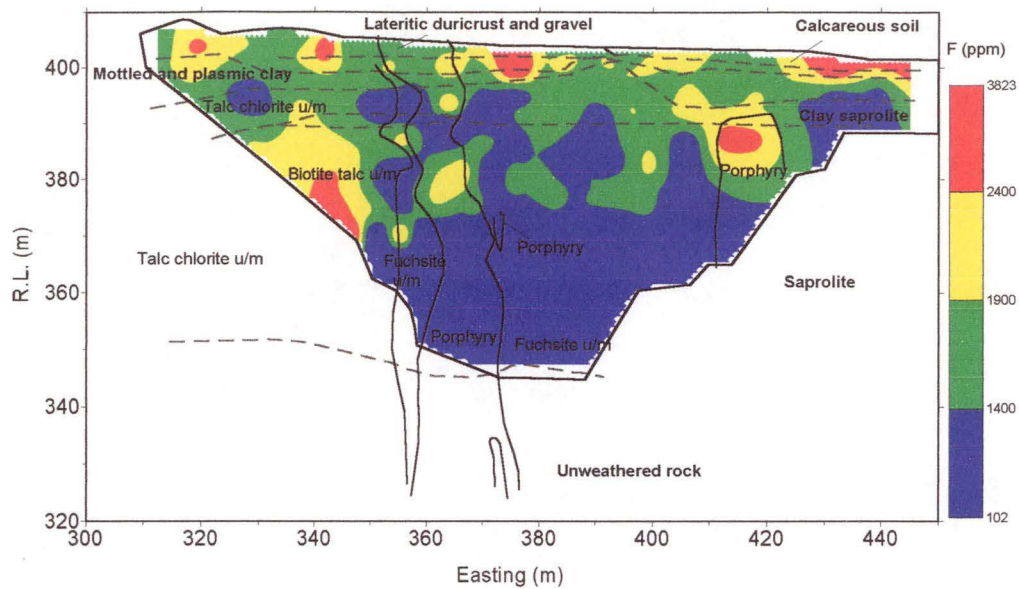 Lateritic duricrust and gravel
Calcareous soil
F (ppm)
400
Mottled and plasmic clay
3823
Talc chlorite u/m
Clay saprolite
380
Biotite talc u/m
Porphyry
2400
Talc chlorite u/m
Fuchsite
u/m
Porphyry
Saprolite
360
1900
Porphyry
Fuchsite u/m
340
1400
Unweathered rock
320
102
300
320
340
360
380
400
420
440
R.L. (m)
Easting (m)